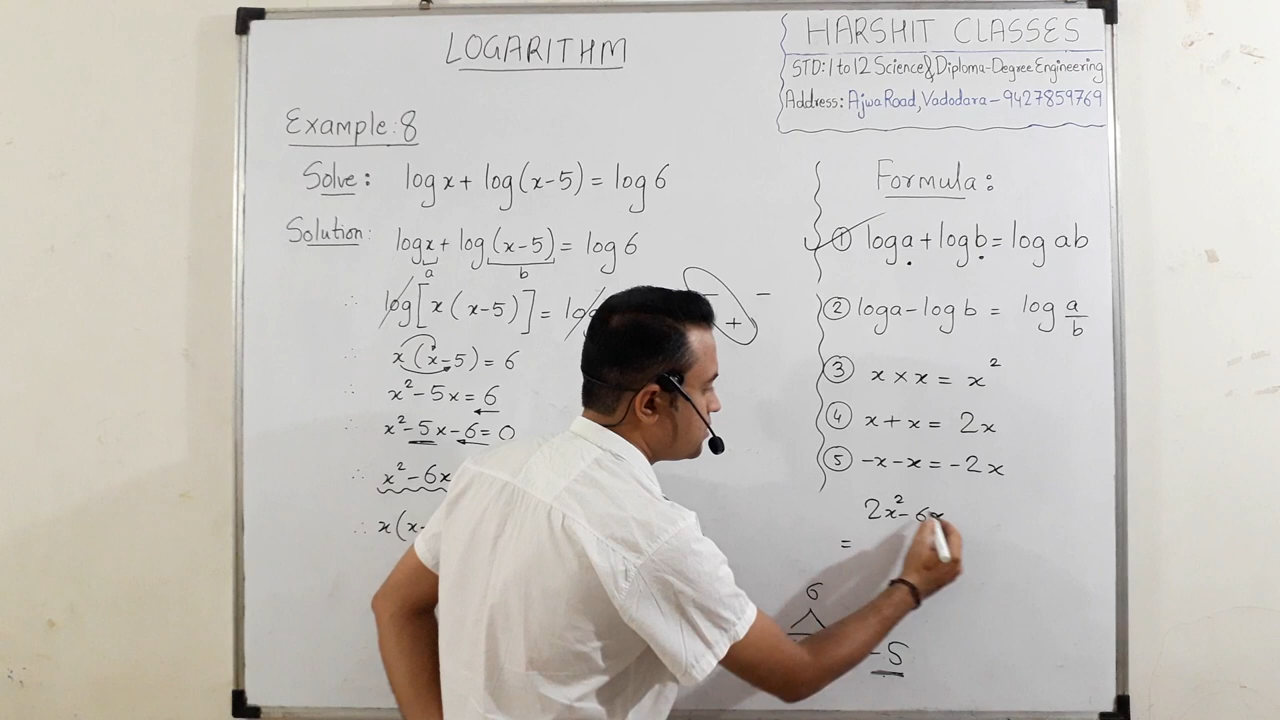 LOGARITHM
HARSHIT CLASSES
STD: 1 to 12 Science & Diploma-Degree Engineering
Address: Ajwa Road, Vadodara - 9427859769
Example: 8
Solve: log x + log (x-5) = log 6
Solution: log x + log (x-5) = log 6
a b
∴ log [x (x-5)] = log
∴ x (x-5) = 6
∴ x² - 5x = 6
∴ x² - 5x - 6 = 0
∴ x² - 6x
∴ x (x-
- -
+
Formula:
① log a + log b = log ab
② log a - log b = log a/b
③ x × x = x²
④ x + x = 2x
⑤ -x - x = -2x
2x² - 6x
=
6
-5